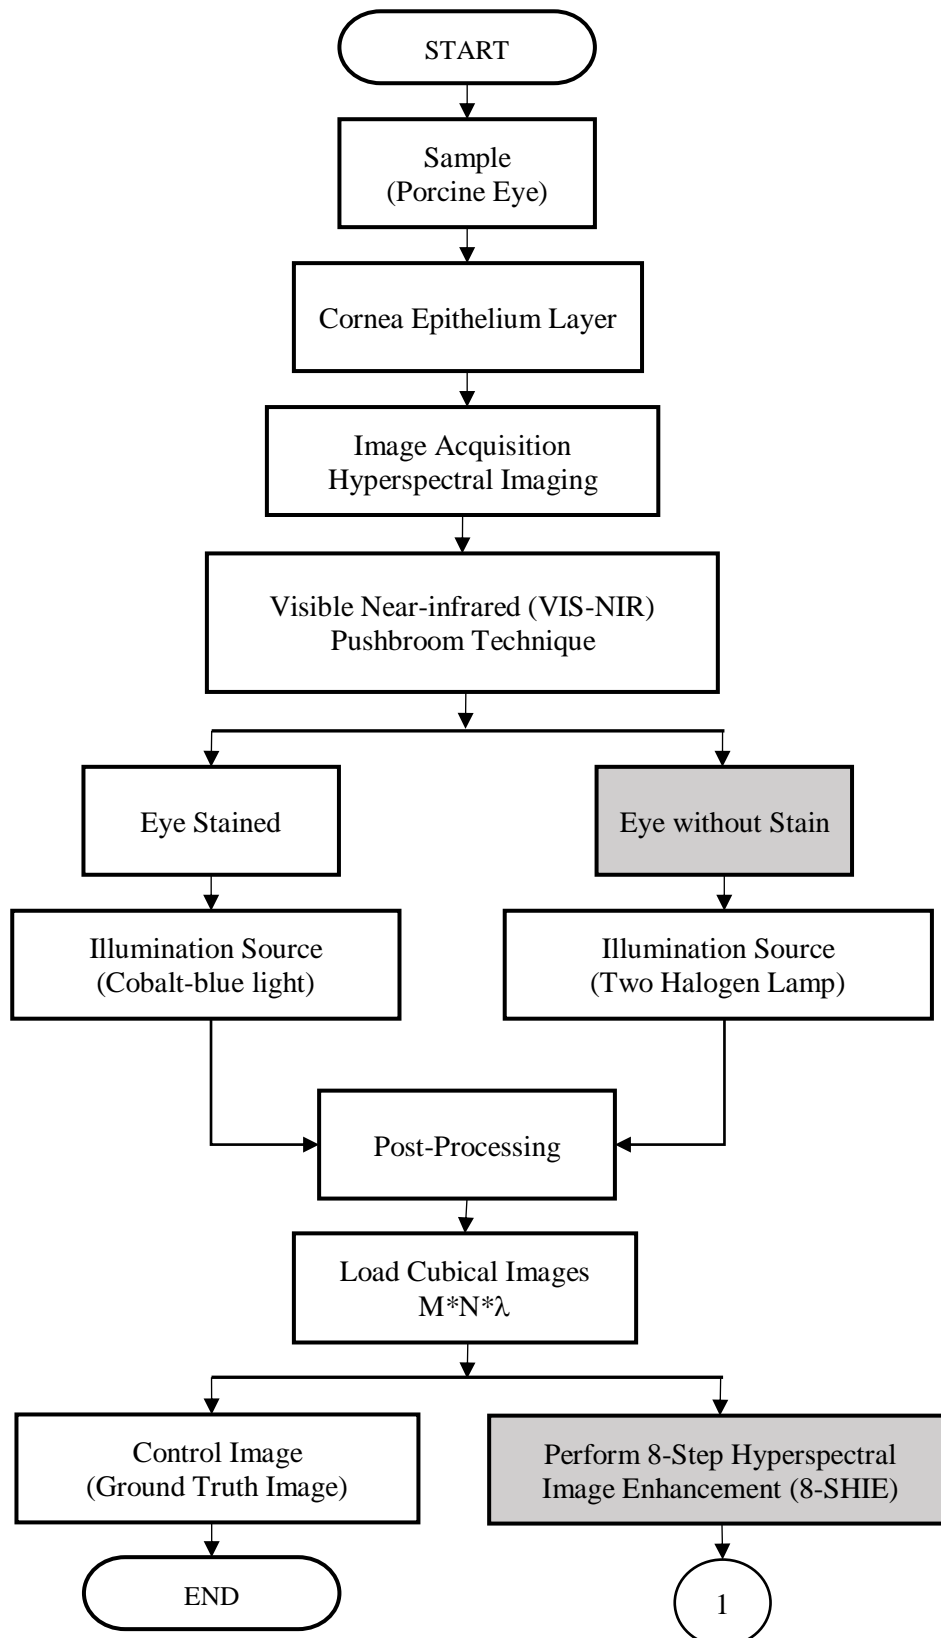 START
Sample
(Porcine Eye)
Cornea Epithelium Layer
Image Acquisition
Hyperspectral Imaging
Visible Near-infrared (VIS-NIR)
Pushbroom Technique
Eye Stained
Eye without Stain
Illumination Source
(Cobalt-blue light)
Illumination Source
(Two Halogen Lamp)
Post-Processing
Load Cubical Images
M*N*λ
Control Image
(Ground Truth Image)
Perform 8-Step Hyperspectral
Image Enhancement (8-SHIE)
END
1